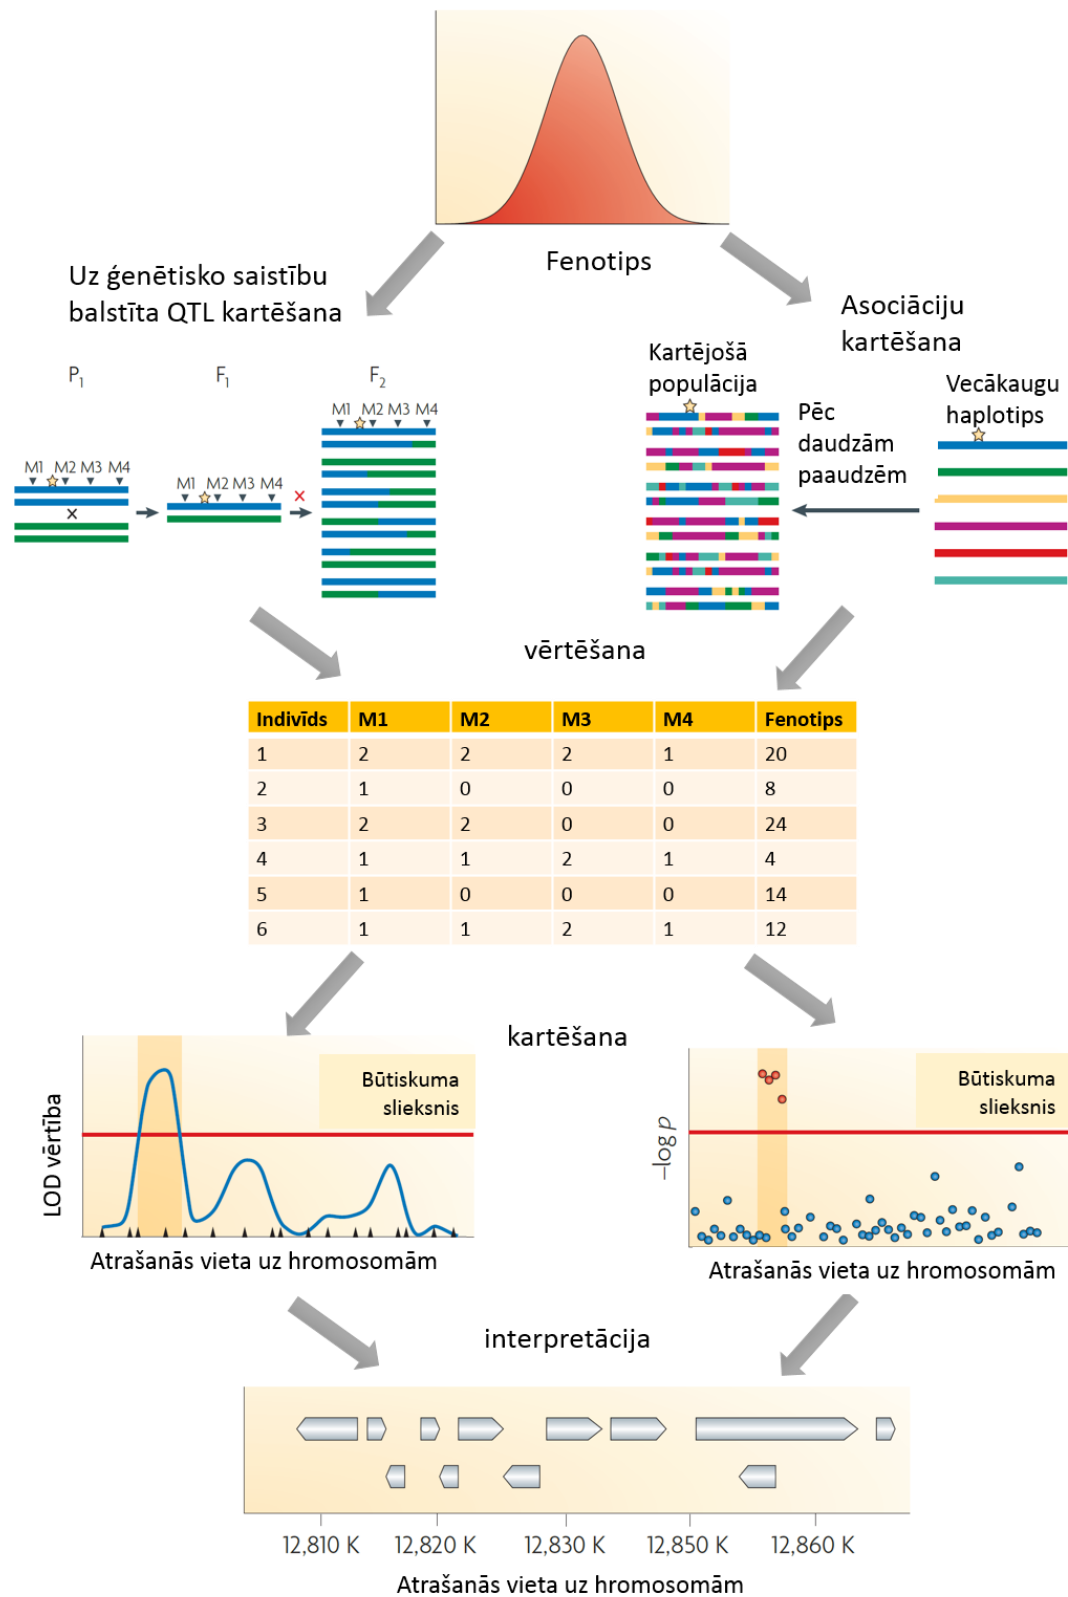 Fenotips
Uz ģenētisko saistību
balstīta QTL kartēšana
Asociāciju
kartēšana
P1
F1
F2
M1 M2 M3 M4
M1 M2 M3 M4
M1 M2 M3 M4
×
×
Kartējošā
populācija
Pēc
daudzām
paaudzēm
Vecākaugu
haplotips
vērtēšana
Indivīds M1 M2 M3 M4 Fenotips
1 2 2 2 1 20
2 1 0 0 0 8
3 2 2 0 0 24
4 1 1 2 1 4
5 1 0 0 0 14
6 1 1 2 1 12
kartēšana
LOD vērtība
Būtiskuma
slieksnis
Atrašanās vieta uz hromosomām
–log p
Būtiskuma
slieksnis
Atrašanās vieta uz hromosomām
interpretācija
12,810 K 12,820 K 12,830 K 12,850 K 12,860 K
Atrašanās vieta uz hromosomām